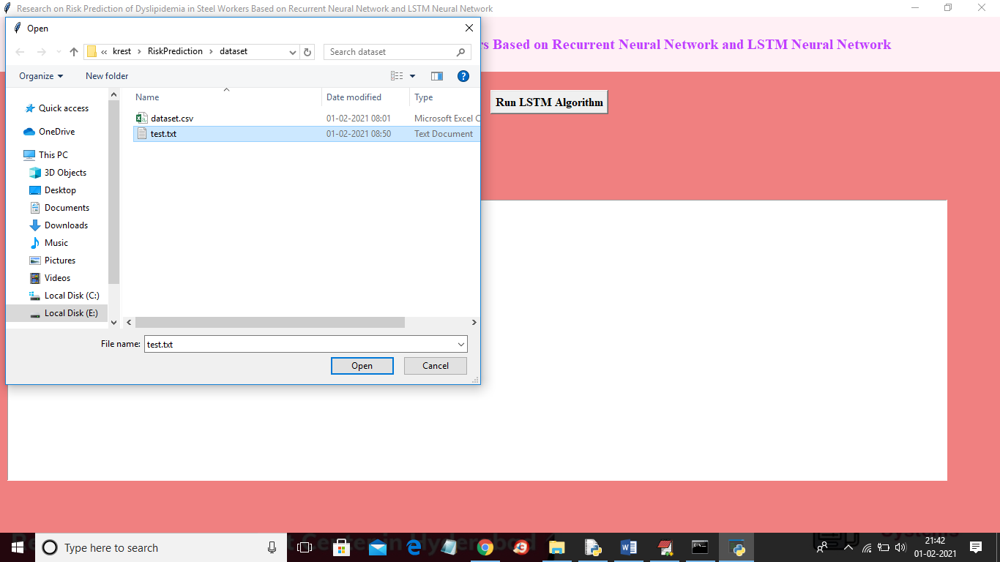 Research on Risk Prediction of Dyslipidemia in Steel Workers Based on Recurrent Neural Network and LSTM Neural Network
Open
rs Based on Recurrent Neural Network and LSTM Neural Network
« krest › RiskPrediction › dataset
Search dataset
Organize
New folder
Run LSTM Algorithm
Name
Date modified
Type
Quick access
OneDrive
This PC
3D Objects
Desktop
Documents
Downloads
Music
Pictures
Videos
Local Disk (C:)
Local Disk (E:)
dataset.csv 01-02-2021 08:01 Microsoft Excel C
test.txt 01-02-2021 08:50 Text Document
File name: test.txt
Open
Cancel
Type here to search
21:42
01-02-2021